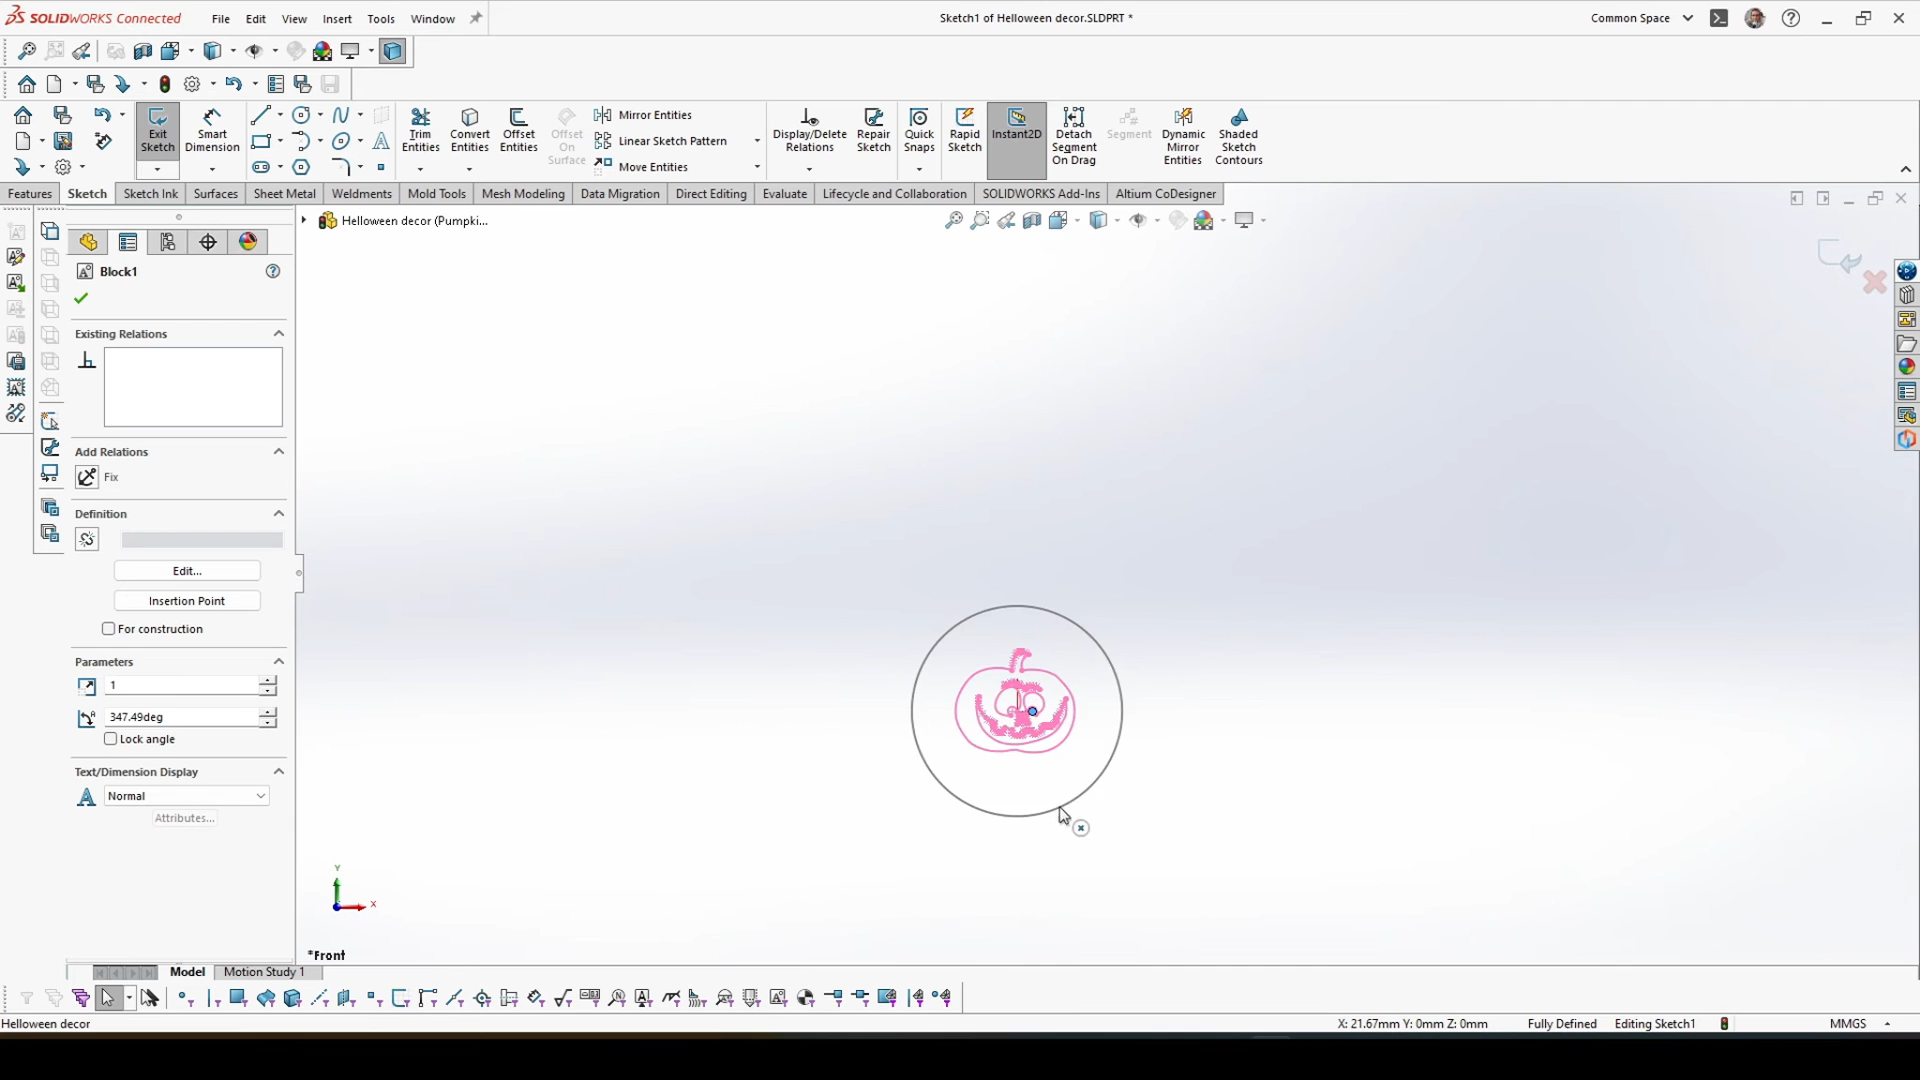 SOLIDWORKS Connected
File Edit View Insert Tools Window
Sketch1 of Helloween decor.SLDPRT *
Common Space
Exit Sketch
Smart Dimension
Trim Entities
Convert Entities
Offset Entities
Offset On Surface
Mirror Entities
Linear Sketch Pattern
Move Entities
Display/Delete Relations
Repair Sketch
Quick Snaps
Rapid Sketch
Instant2D
Detach Segment On Drag
Segment
Dynamic Mirror Entities
Shaded Sketch Contours
Features Sketch Sketch Ink Surfaces Sheet Metal Weldments Mold Tools Mesh Modeling Data Migration Direct Editing Evaluate Lifecycle and Collaboration SOLIDWORKS Add-Ins Altium CoDesigner
Helloween decor (Pumpki...
Block1
Existing Relations
Add Relations
Fix
Definition
Edit...
Insertion Point
For construction
Parameters
1
347.49deg
Lock angle
Text/Dimension Display
Normal
Attributes...
Y
X
*Front
Model Motion Study 1
Helloween decor
X: 21.67mm Y: 0mm Z: 0mm
Fully Defined
Editing Sketch1
MMGS